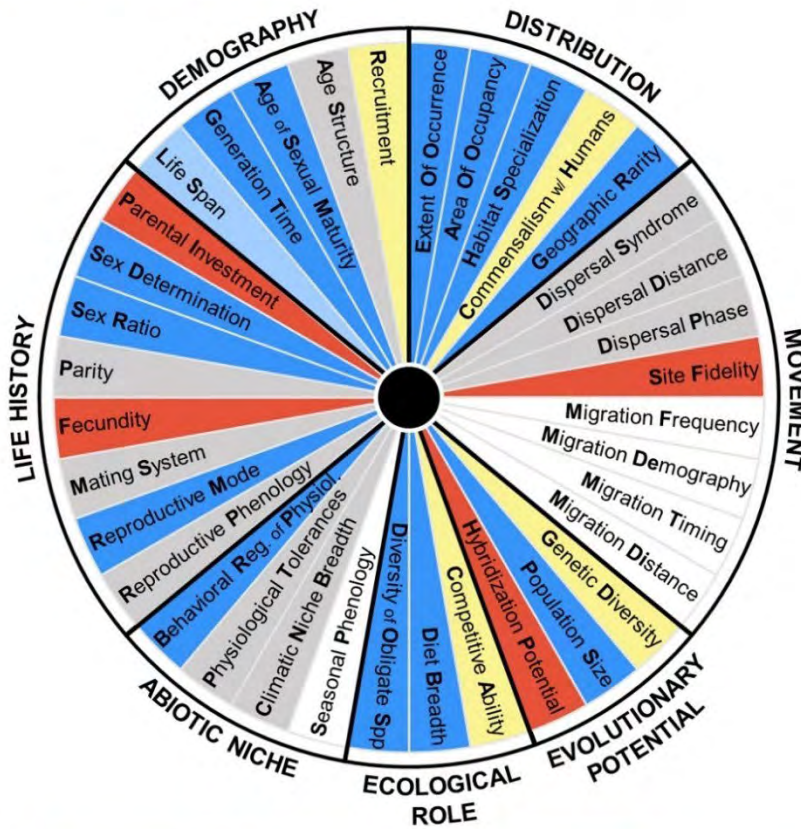 DEMOGRAPHY
Life Span
Generation Time
Age of Sexual Maturity
Age Structure
Recruitment
DISTRIBUTION
Extent Of Occurrence
Area Of Occupancy
Habitat Specialization
Commensalism w/ Humans
Geographic Rarity
MOVEMENT
Dispersal Syndrome
Dispersal Distance
Dispersal Phase
Site Fidelity
Migration Frequency
Migration Demography
Migration Timing
Migration Distance
EVOLUTIONARY
POTENTIAL
Genetic Diversity
Population Size
Hybridization Potential
ECOLOGICAL
ROLE
Competitive Ability
Diet Breadth
Diversity of Obligate Spp
ABIOTIC NICHE
Seasonal Phenology
Climatic Niche Breadth
Physiological Tolerances
Behavioral Reg. of Physiol.
LIFE HISTORY
Reproductive Phenology
Reproductive Mode
Mating System
Fecundity
Parity
Sex Ratio
Sex Determination
Parental Investment